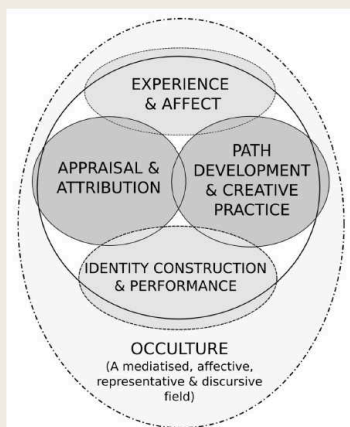 EXPERIENCE
& AFFECT
APPRAISAL &
ATTRIBUTION
PATH
DEVELOPMENT
& CREATIVE
PRACTICE
IDENTITY CONSTRUCTION
& PERFORMANCE
OCCULTURE
(A mediatised, affective,
representative & discursive
field)